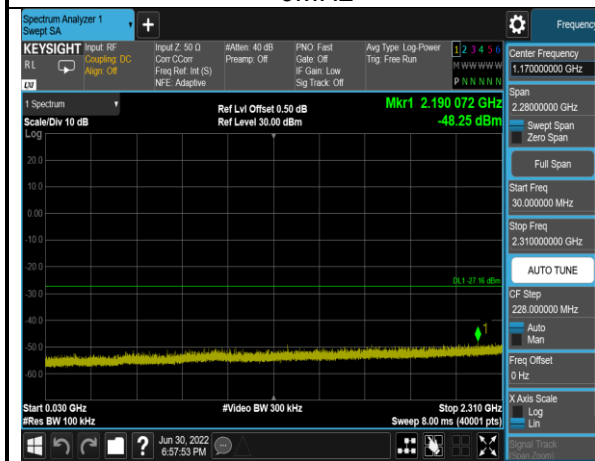 Spectrum Analyzer 1
Swept SA
+
Frequency
KEYSIGHT
RL
Input: RF
Coupling: DC
Align: Off
Input Z: 50 Ω
Corr CCorr
Freq Ref: Int (S)
NFE: Adaptive
#Atten: 40 dB
Preamp: Off
PNO: Fast
Gate: Off
IF Gain: Low
Sig Track: Off
Avg Type: Log-Power
Trig: Free Run
1 2 3 4 5 6
M W W W W W
P N N N N N
1 Spectrum
Scale/Div 10 dB
Log
Ref Lvl Offset 0.50 dB
Ref Level 30.00 dBm
Mkr1 2.190 072 GHz
-48.25 dBm
20.0
10.0
0.00
-10.0
-20.0
-30.0
-40.0
-50.0
-60.0
DL1 -27.16 dBm
1
Start 0.030 GHz
#Res BW 100 kHz
#Video BW 300 kHz
Stop 2.310 GHz
Sweep 8.00 ms (40001 pts)
Jun 30, 2022
6:57:53 PM
Center Frequency
1.170000000 GHz
Span
2.28000000 GHz
Swept Span
Zero Span
Full Span
Start Freq
30.000000 MHz
Stop Freq
2.310000000 GHz
AUTO TUNE
CF Step
228.000000 MHz
Auto
Man
Freq Offset
0 Hz
X Axis Scale
Log
Lin
Signal Track
(Span Zoom)